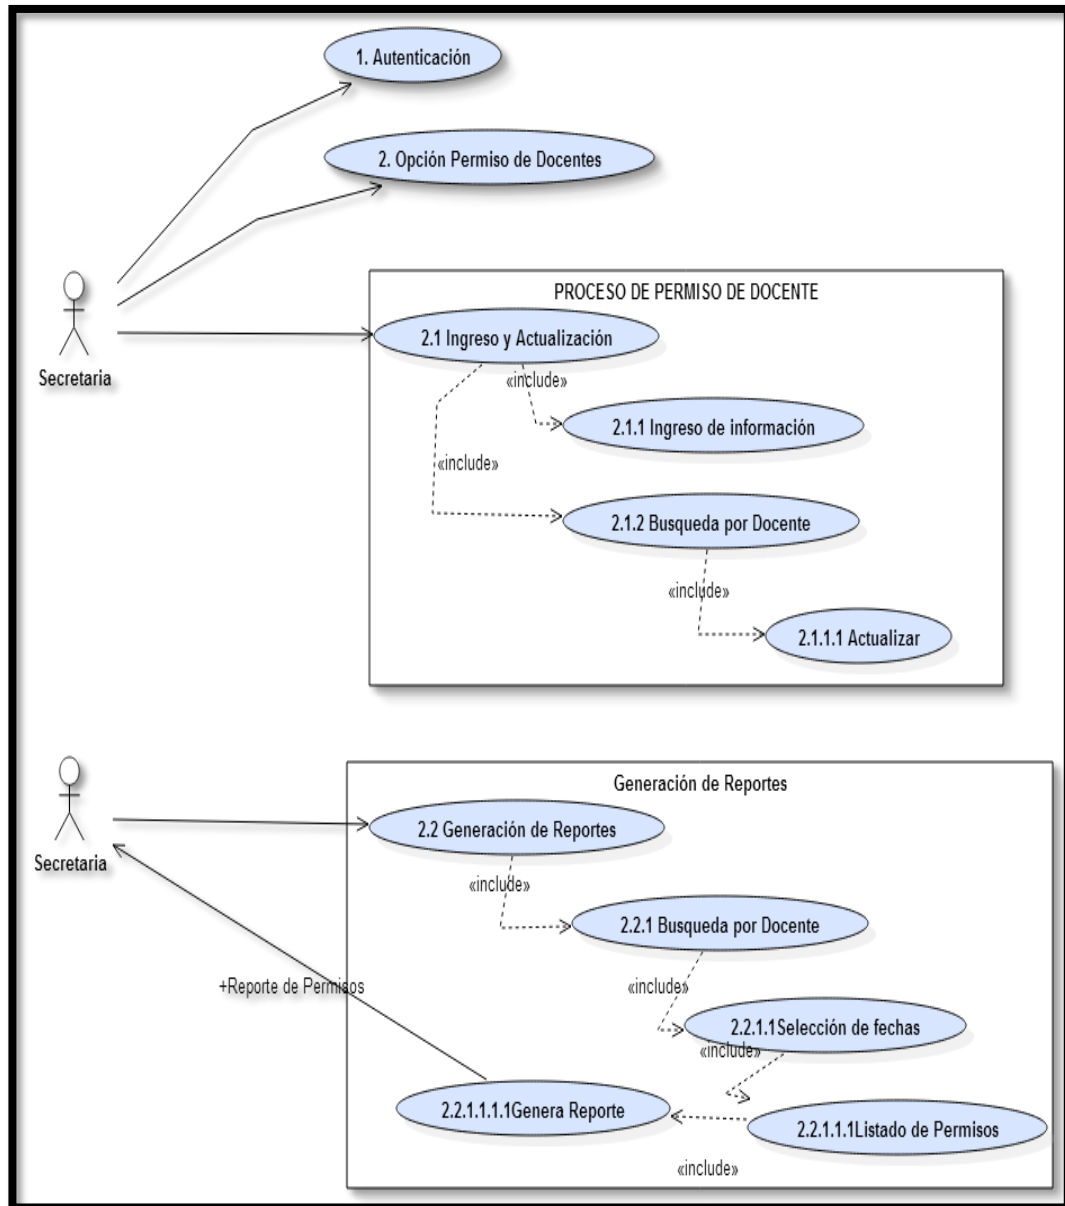 1. Autenticación
2. Opción Permiso de Docentes
Secretaria
PROCESO DE PERMISO DE DOCENTE
2.1 Ingreso y Actualización
«include»
2.1.1 Ingreso de información
«include»
2.1.2 Busqueda por Docente
«include»
2.1.1.1 Actualizar
Secretaria
Generación de Reportes
2.2 Generación de Reportes
«include»
2.2.1 Busqueda por Docente
+Reporte de Permisos
«include»
2.2.1.1Selección de fechas
«include»
2.2.1.1.1.1Genera Reporte
2.2.1.1.1Listado de Permisos
«include»